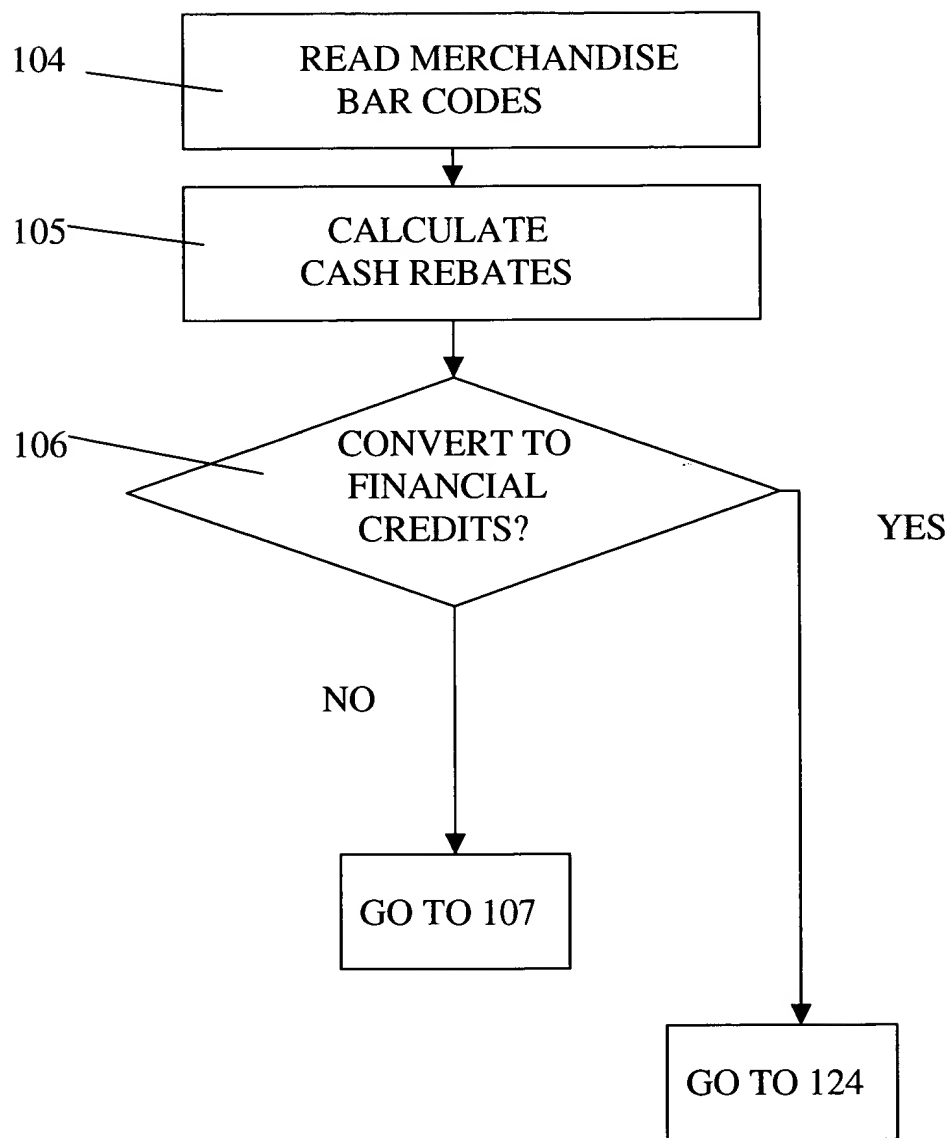 104
READ MERCHANDISE
BAR CODES
105
CALCULATE
CASH REBATES
106
CONVERT TO
FINANCIAL
CREDITS?
YES
NO
GO TO 107
GO TO 124